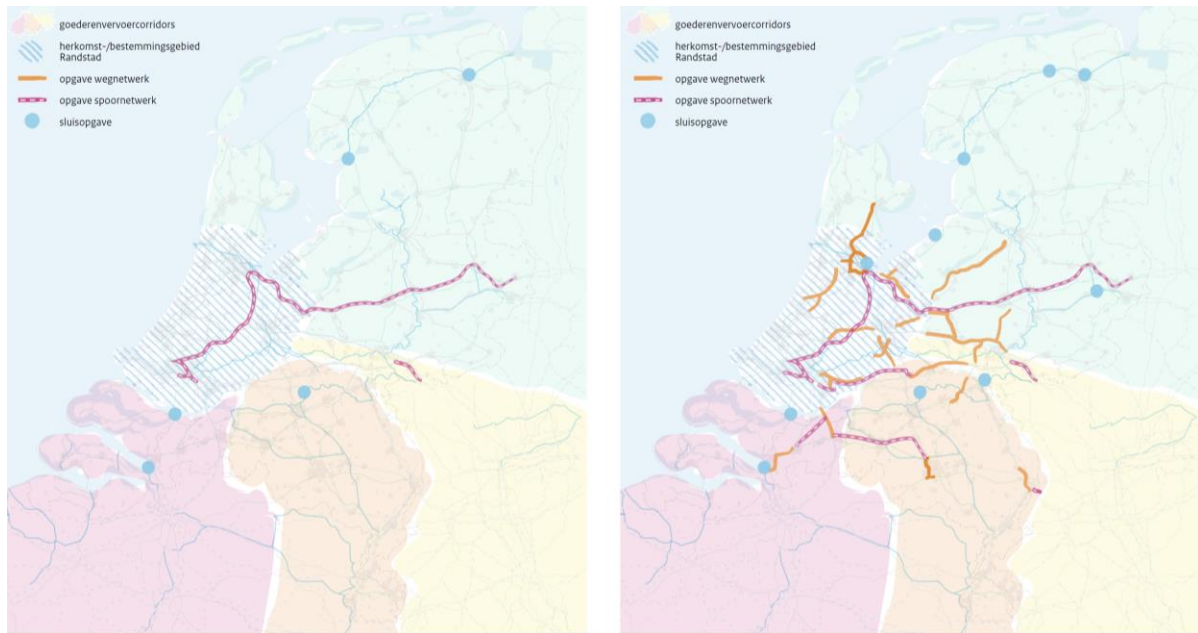 goederenvervoercorridors
herkomst-/bestemmingsgebied
Randstad
opgave wegnetwerk
opgave spoornetwerk
sluisopgave
goederenvervoercorridors
herkomst-/bestemmingsgebied
Randstad
opgave wegnetwerk
opgave spoornetwerk
sluisopgave